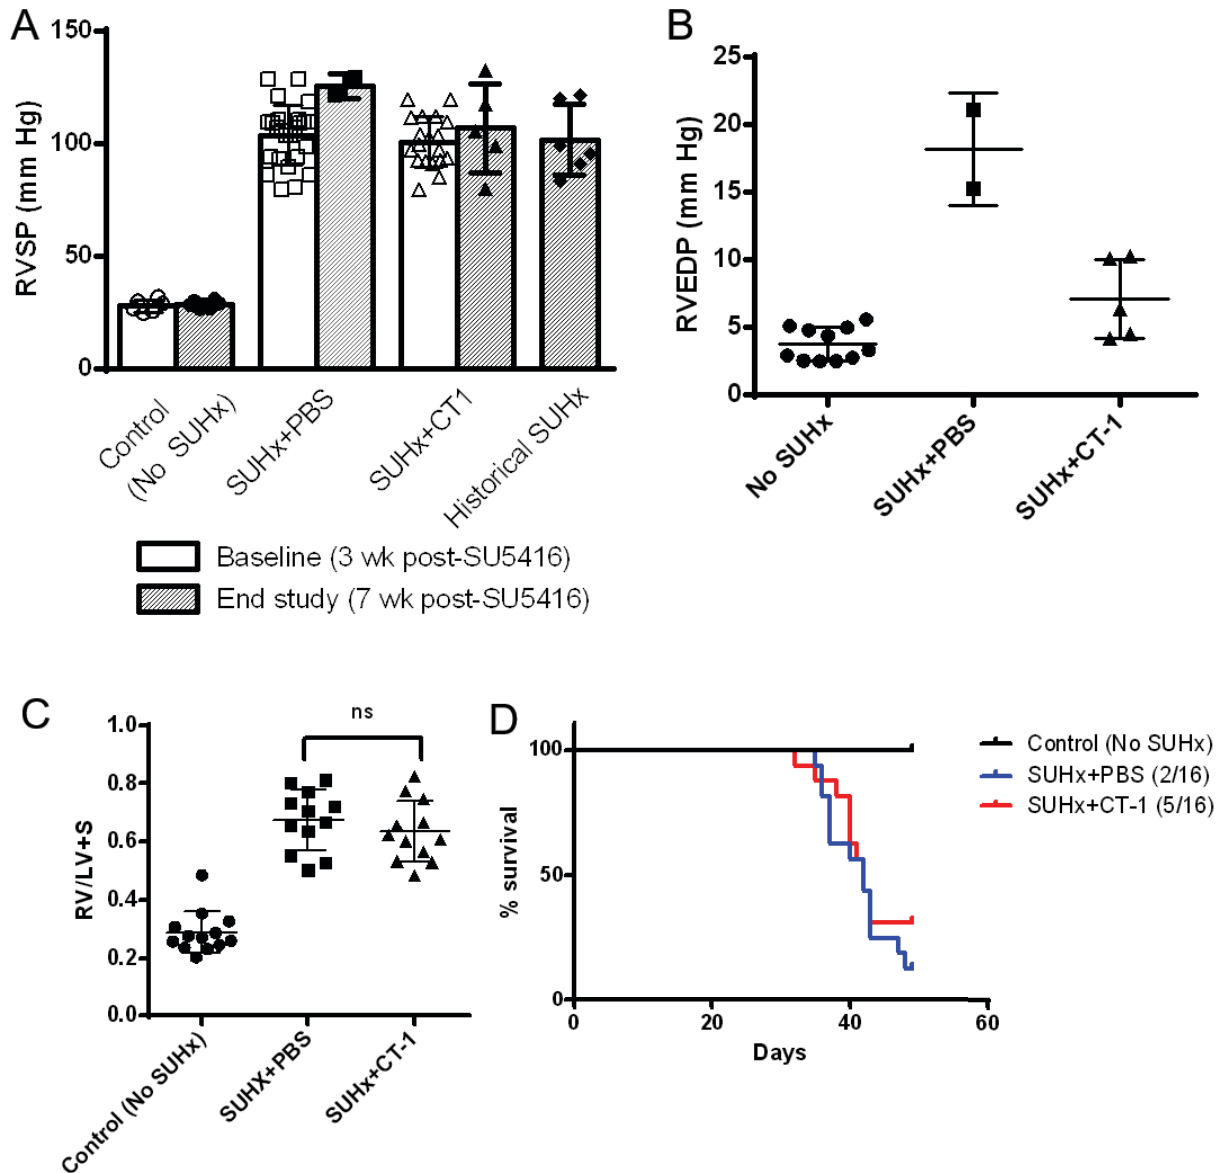 A
RVSP (mm Hg)
150
100
50
0
Control
(No SUHx)
SUHx+PBS
SUHx+CT1
Historical SUHx
Baseline (3 wk post-SU5416)
End study (7 wk post-SU5416)
B
RVEDP (mm Hg)
25
20
15
10
5
0
No SUHx
SUHx+PBS
SUHx+CT-1
C
RV/LV+S
1.0
0.8
0.6
0.4
0.2
0.0
ns
Control (No SUHx)
SUHX+PBS
SUHx+CT-1
D
% survival
100
50
0
0
20
40
60
Days
Control (No SUHx)
SUHx+PBS (2/16)
SUHx+CT-1 (5/16)